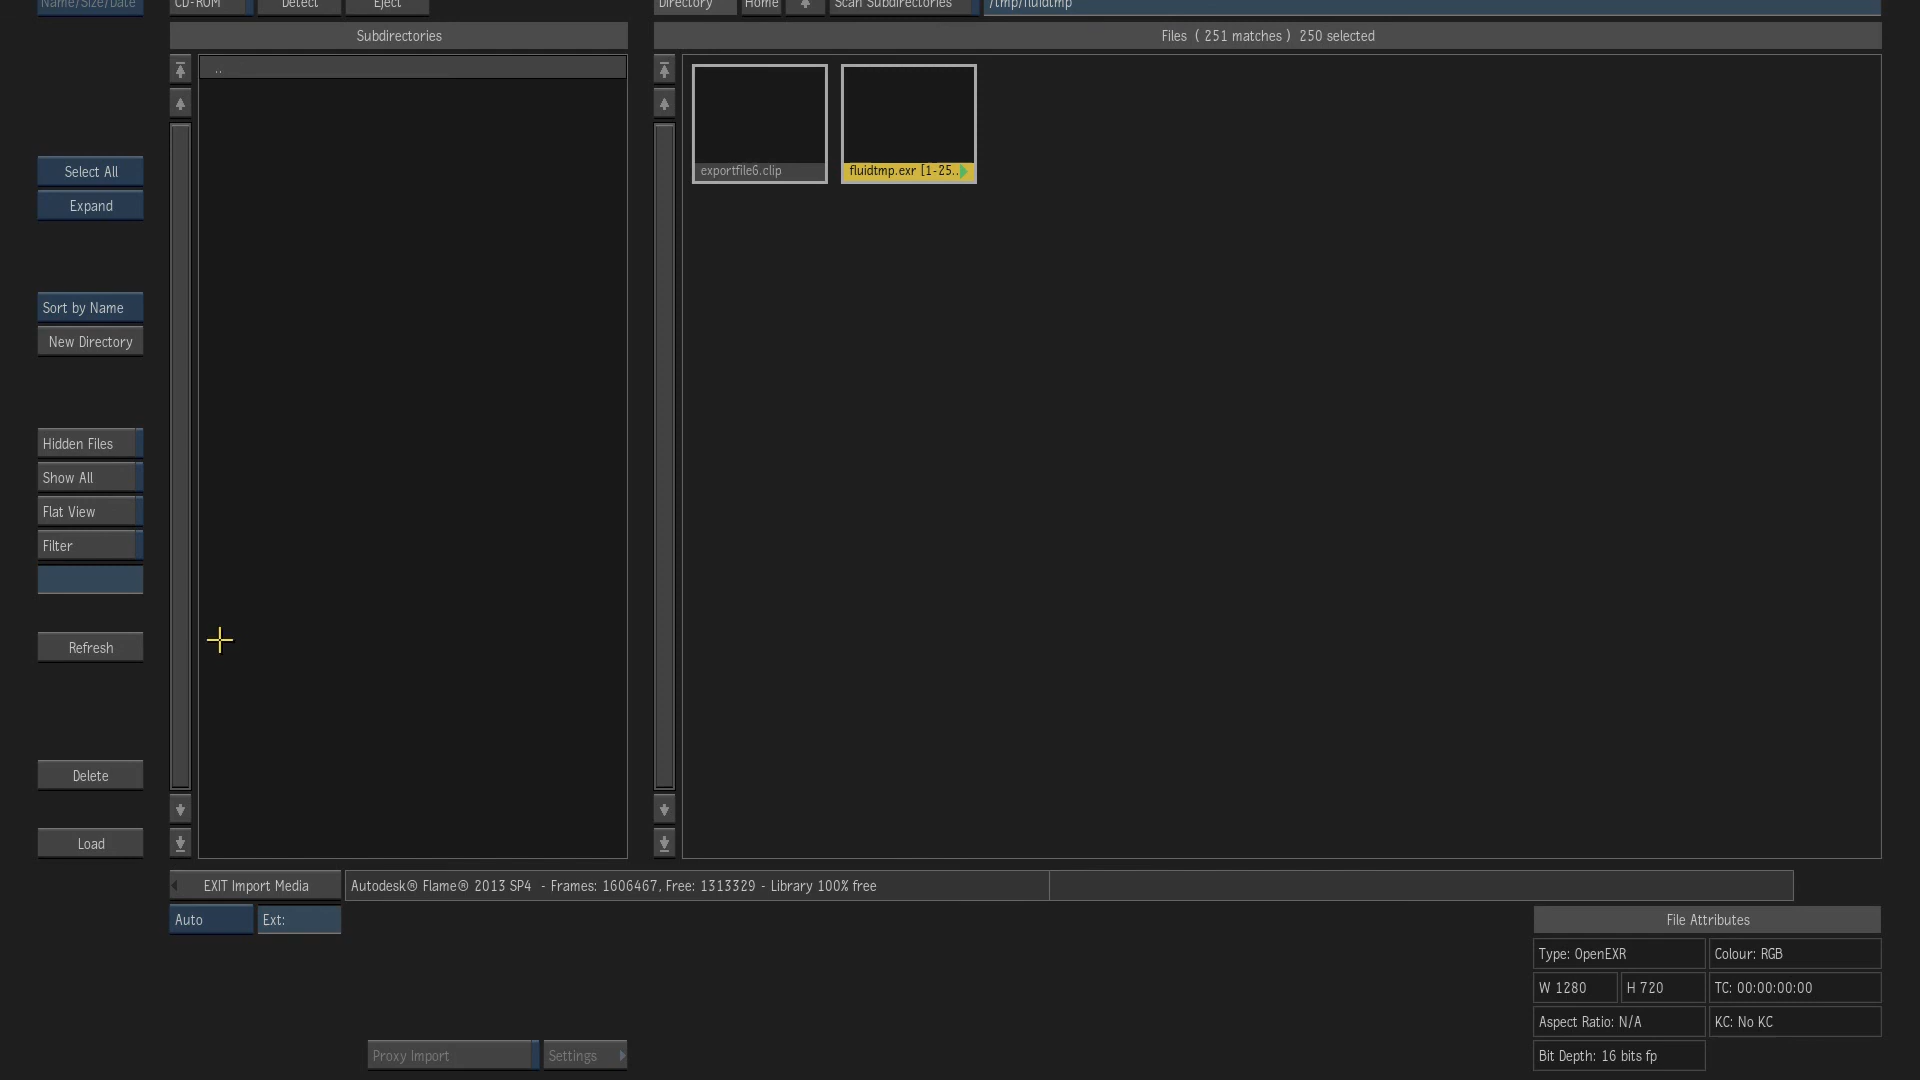 Name/Size/Date
CD-ROM
Detect
Eject
Directory
Home
Scan Subdirectories
/tmp/fluidtmp
Subdirectories
Files ( 251 matches ) 250 selected
..
exportfile6.clip
fluidtmp.exr [1-25..
Select All
Expand
Sort by Name
New Directory
Hidden Files
Show All
Flat View
Filter
Refresh
Delete
Load
EXIT Import Media
Autodesk® Flame® 2013 SP4 - Frames: 1606467, Free: 1313329 - Library 100% free
Auto
Ext:
File Attributes
Type: OpenEXR
Colour: RGB
W 1280
H 720
TC: 00:00:00:00
Aspect Ratio: N/A
KC: No KC
Proxy Import
Settings
Bit Depth: 16 bits fp